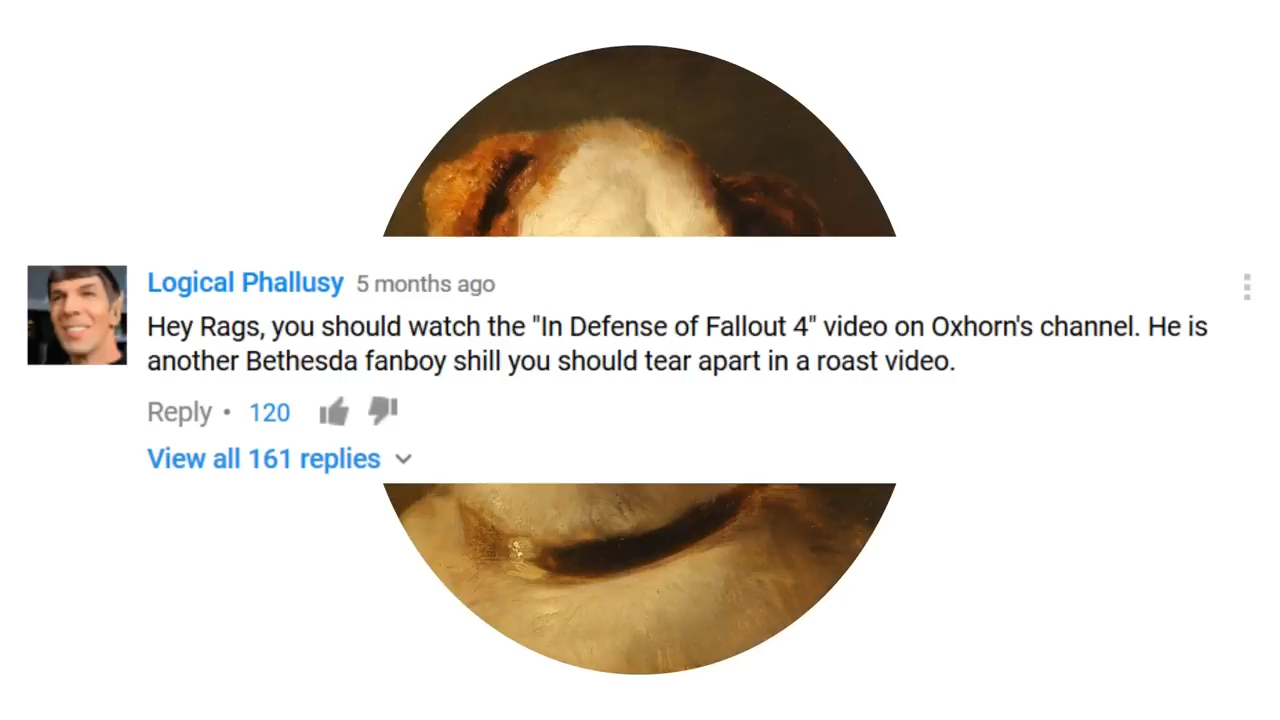 Logical Phallusy 5 months ago
Hey Rags, you should watch the "In Defense of Fallout 4" video on Oxhorn's channel. He is
another Bethesda fanboy shill you should tear apart in a roast video.
Reply • 120
View all 161 replies